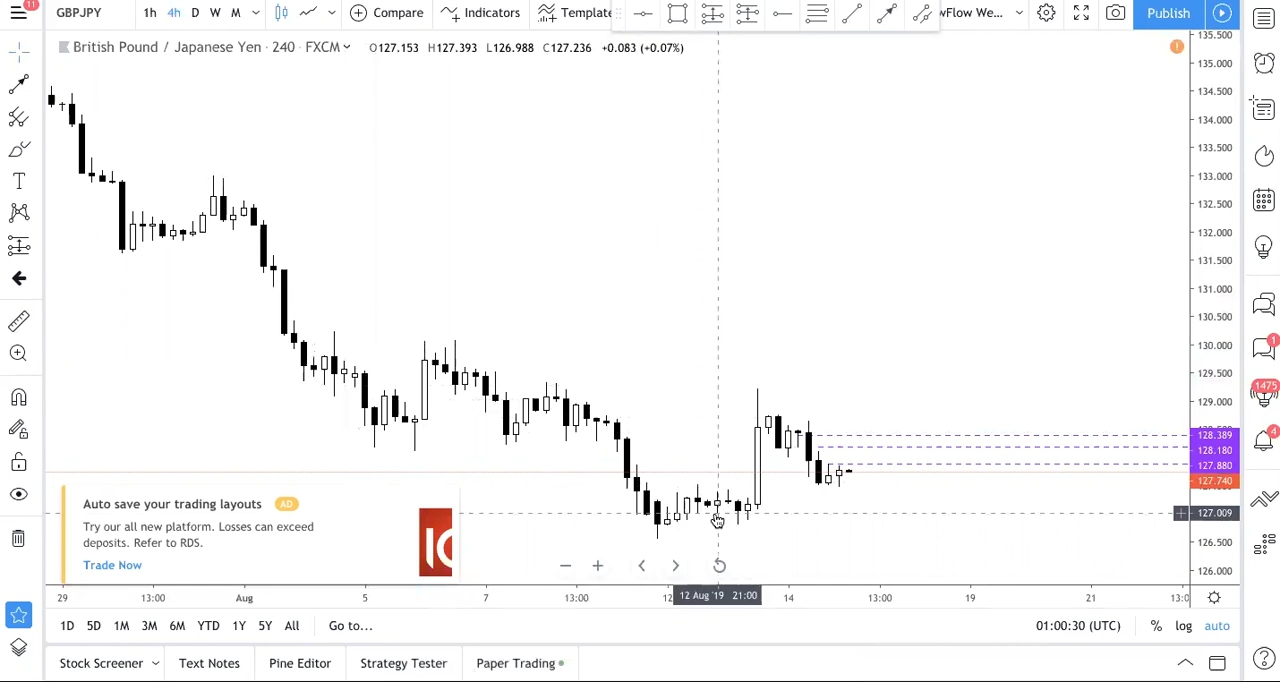 11
GBPJPY
1h 4h D W M
Compare
Indicators
Template
wFlow We...
Publish
British Pound / Japanese Yen · 240 · FXCM O127.153 H127.393 L126.988 C127.236 +0.083 (+0.07%)
135.500
135.000
134.500
134.000
133.500
133.000
132.500
132.000
131.500
131.000
130.500
130.000
129.500
129.000
128.389
128.180
127.880
127.740
127.009
126.500
126.000
1
1475
4
Auto save your trading layouts AD
Try our all new platform. Losses can exceed
deposits. Refer to RDS.
Trade Now
29 13:00 Aug 5 7 13:00 12 12 Aug '19 21:00 14 13:00 19 21 13:0
1D 5D 1M 3M 6M YTD 1Y 5Y All Go to... 01:00:30 (UTC) % log auto
Stock Screener Text Notes Pine Editor Strategy Tester Paper Trading